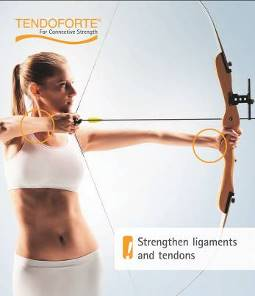 TENDOFORTE®
For Connective Strength
! Strengthen ligaments
and tendons